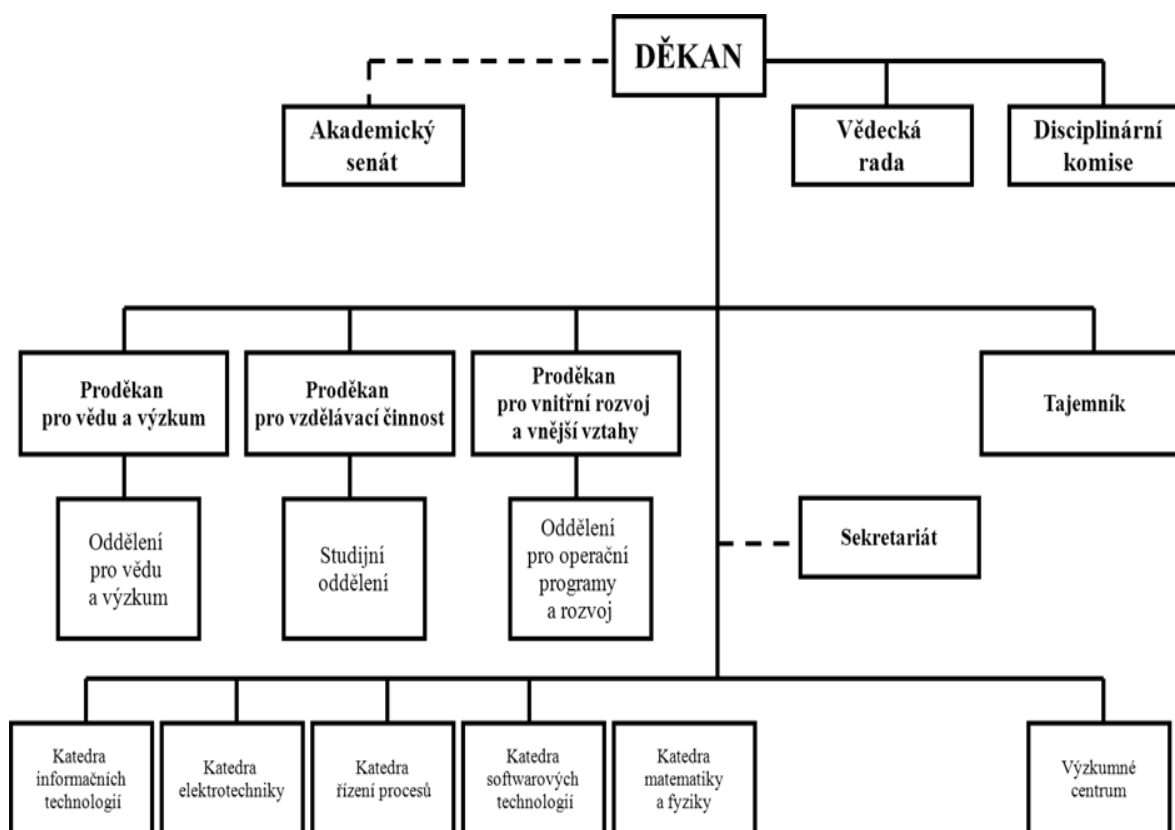 DĚKAN
Akademický
senát
Vědecká
rada
Disciplinární
komise
Proděkan
pro vědu a výzkum
Proděkan
pro vzdělávací činnost
Proděkan
pro vnitřní rozvoj
a vnější vztahy
Tajemník
Oddělení
pro vědu
a výzkum
Studijní
oddělení
Oddělení
pro operační
programy
a rozvoj
Sekretariát
Katedra
informačních
technologií
Katedra
elektrotechniky
Katedra
řízení procesů
Katedra
softwarových
technologií
Katedra
matematiky
a fyziky
Výzkumné
centrum